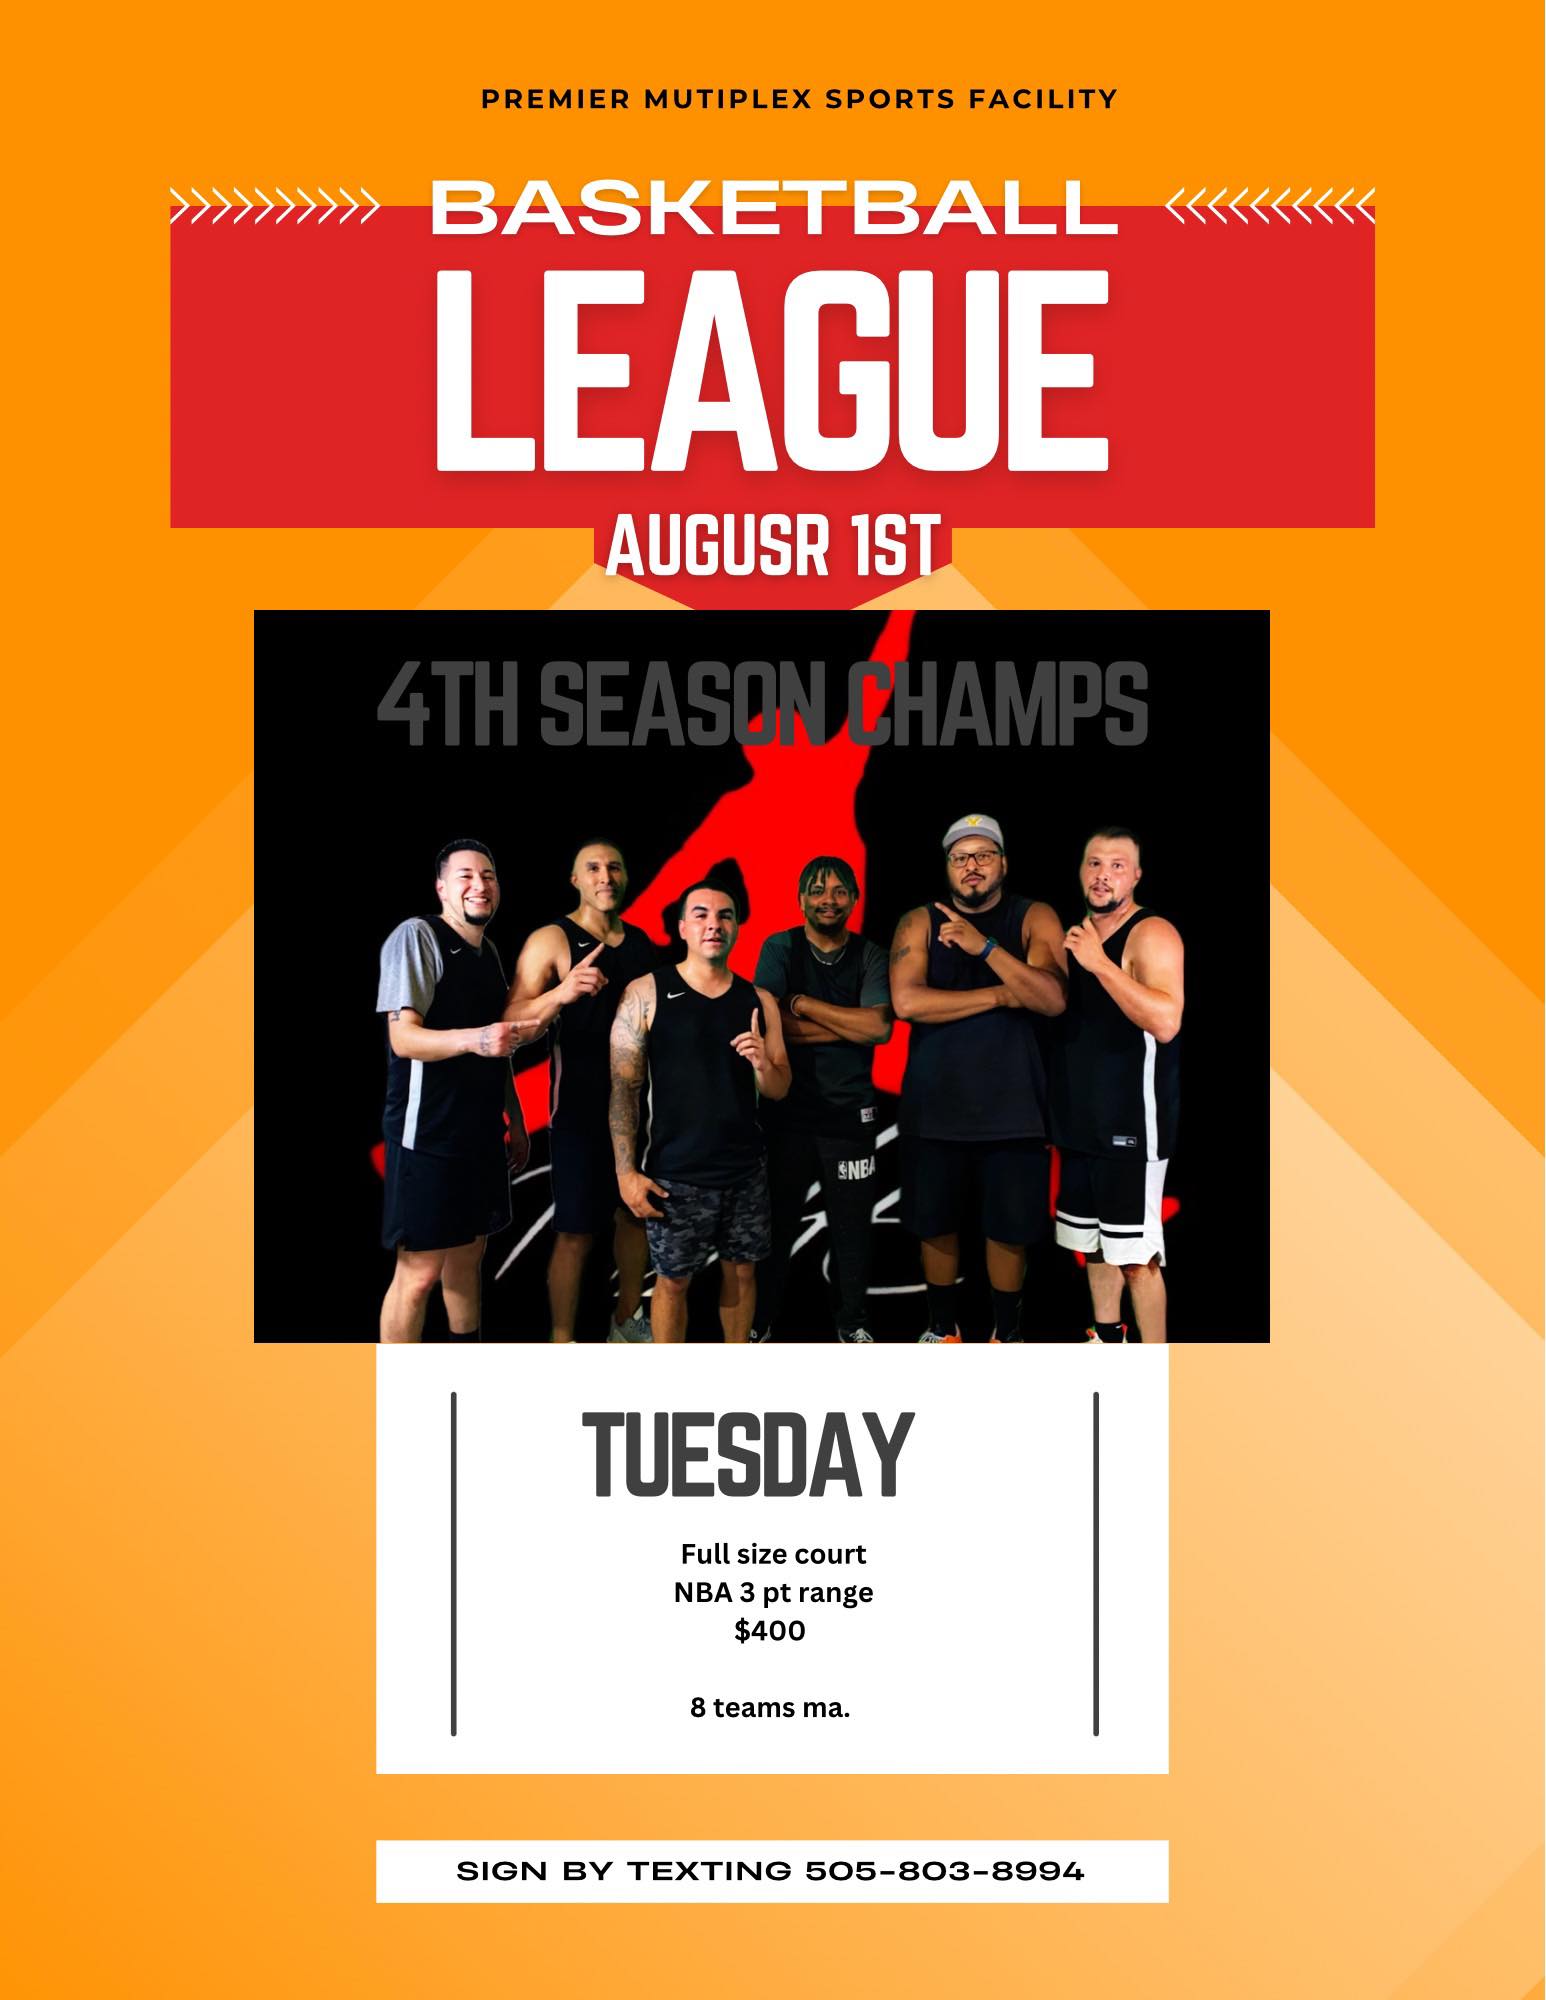 PREMIER MUTIPLEX SPORTS FACILITY
BASKETBALL
LEAGUE
AUGUSR 1ST
4TH SEASON CHAMPS
NBA
TUESDAY
Full size court
NBA 3 pt range
$400
8 teams ma.
SIGN BY TEXTING 505-803-8994